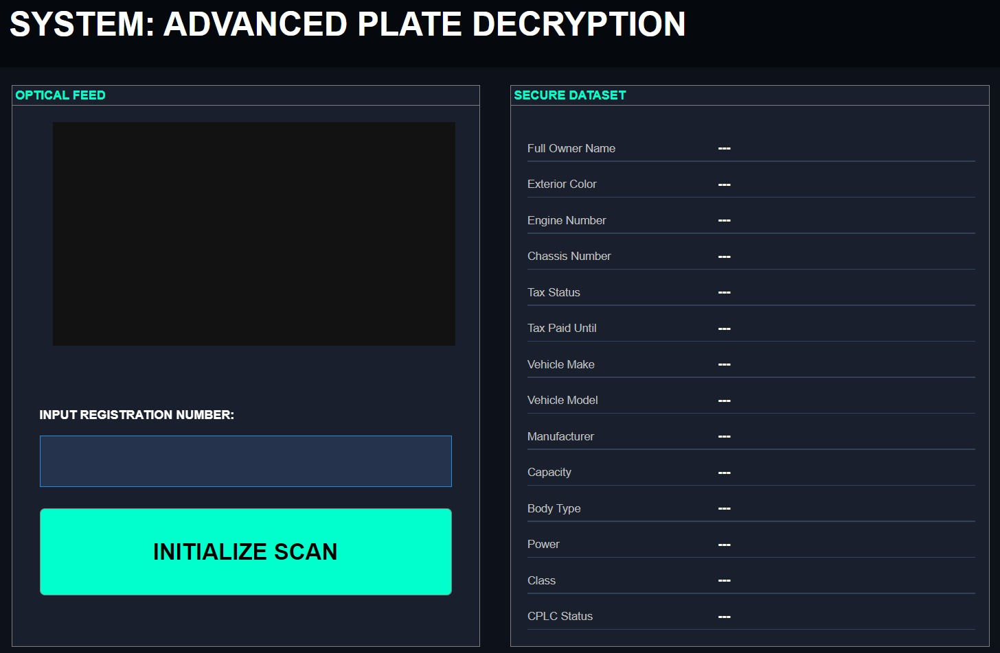 SYSTEM: ADVANCED PLATE DECRYPTION
OPTICAL FEED
INPUT REGISTRATION NUMBER:
INITIALIZE SCAN
SECURE DATASET
Full Owner Name ---
Exterior Color ---
Engine Number ---
Chassis Number ---
Tax Status ---
Tax Paid Until ---
Vehicle Make ---
Vehicle Model ---
Manufacturer ---
Capacity ---
Body Type ---
Power ---
Class ---
CPLC Status ---